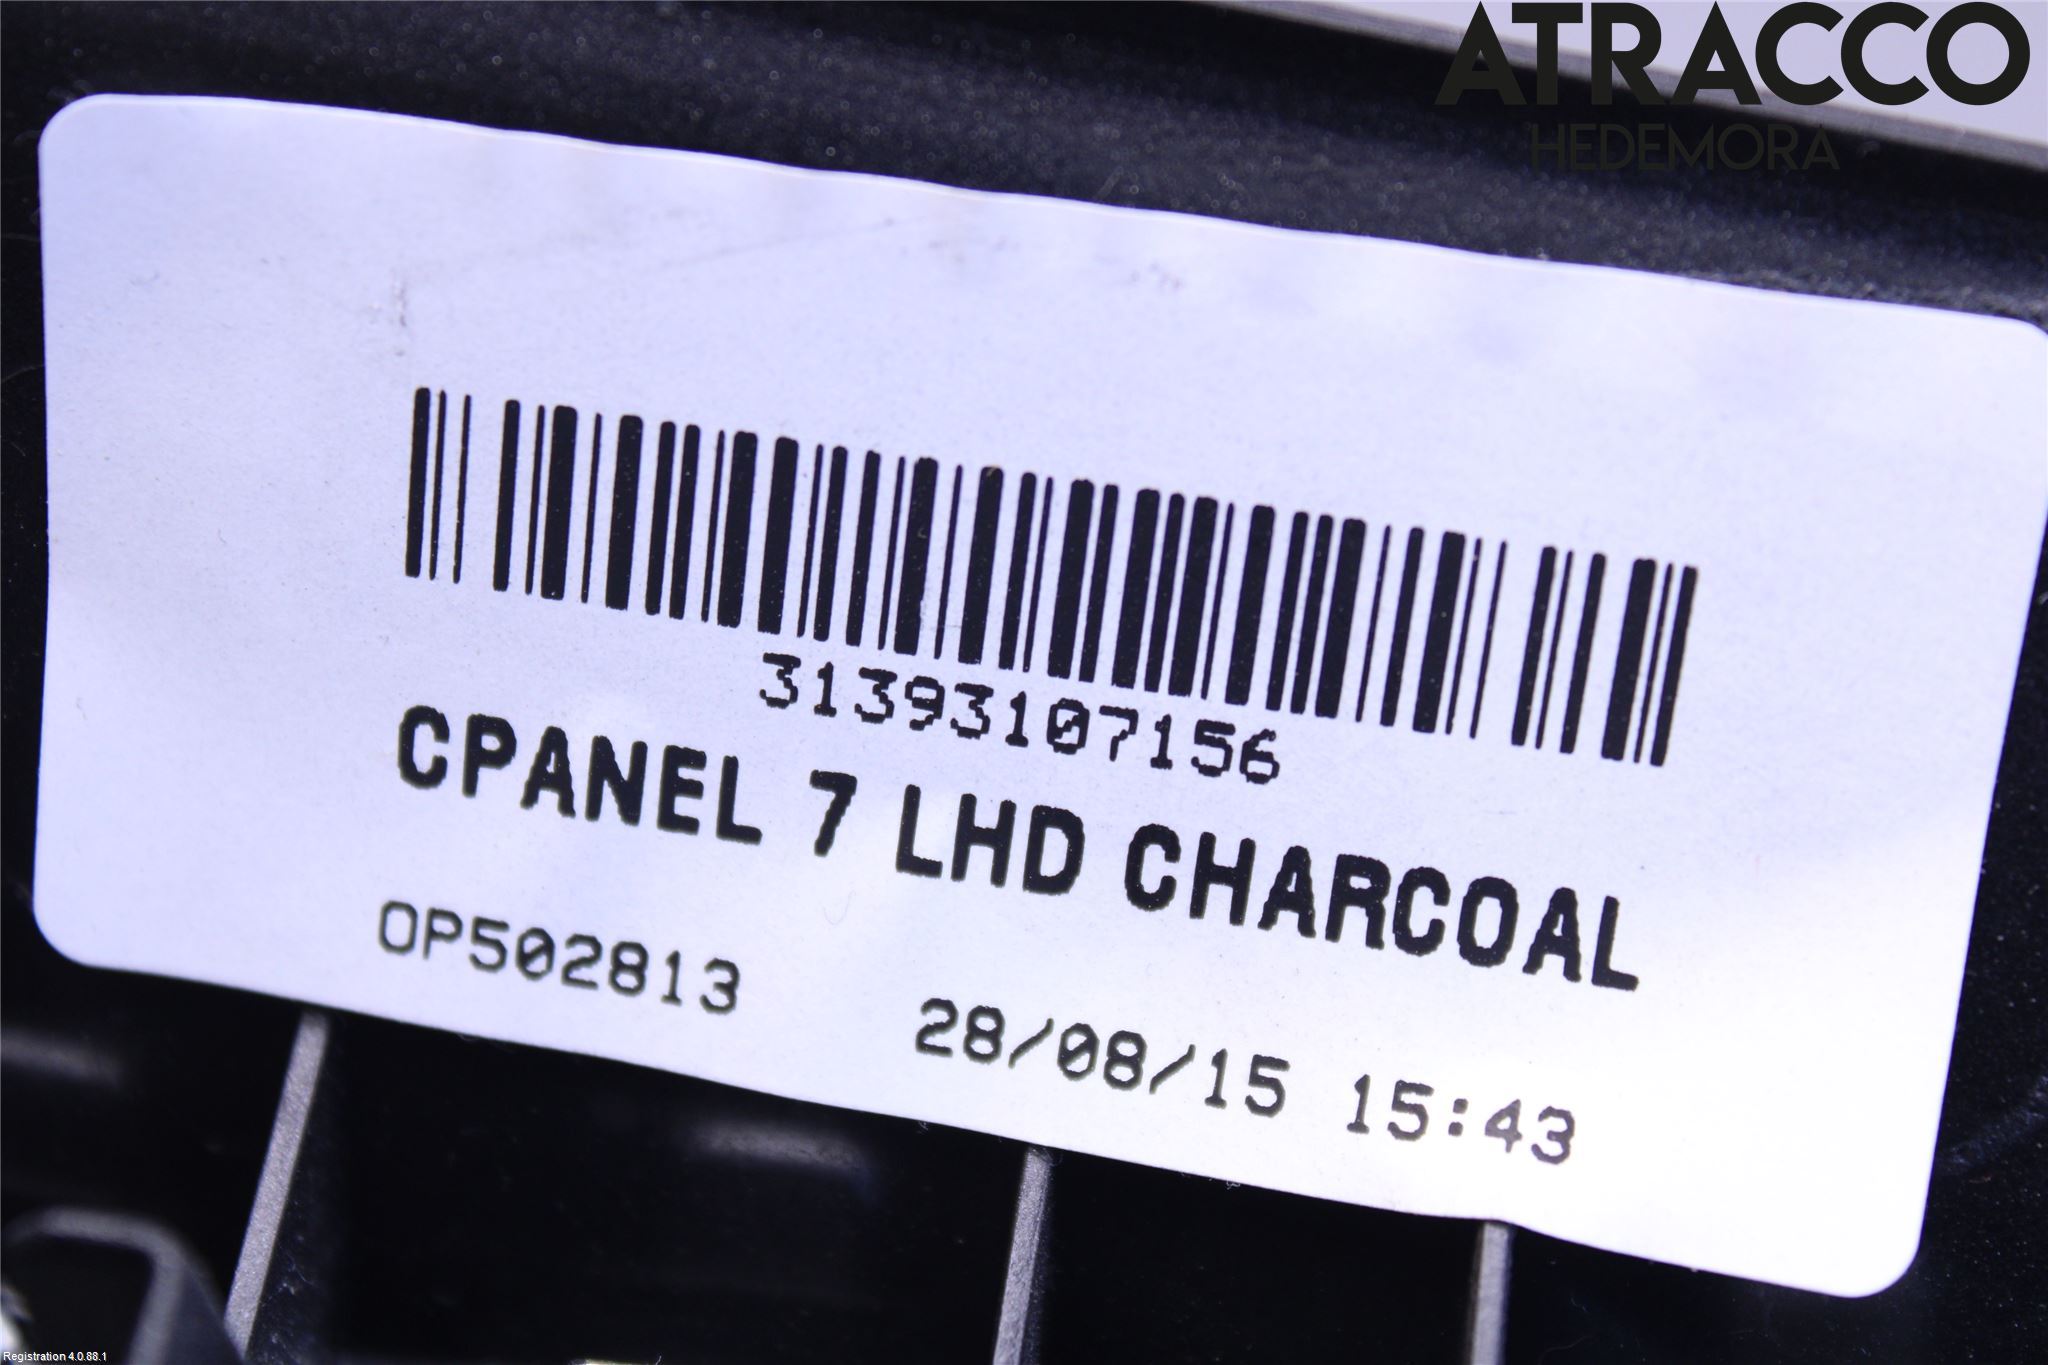 ATRACCO
HEDEMORA
31393107156
CPANEL 7 LHD CHARCOAL
OP502813 28/08/15 15:43
Registration 4.0.88.1